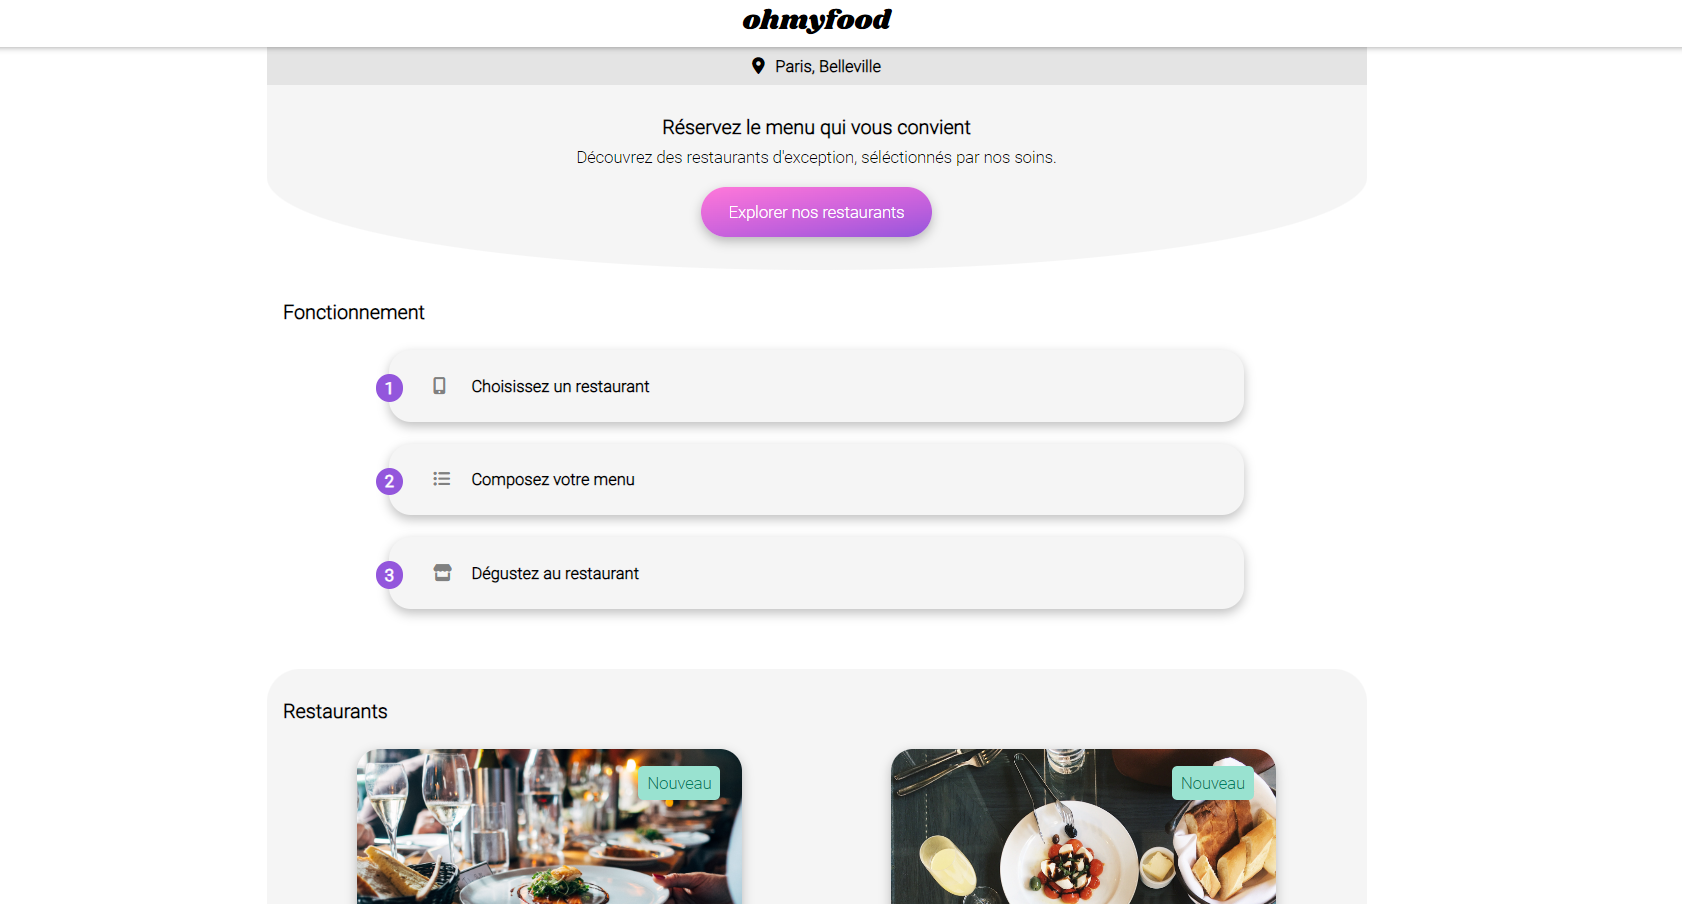 ohmyfood
Paris, Belleville
Réservez le menu qui vous convient
Découvrez des restaurants d'exception, séléctionnés par nos soins.
Explorer nos restaurants
Fonctionnement
1 Choisissez un restaurant
2 Composez votre menu
3 Dégustez au restaurant
Restaurants
Nouveau
Nouveau